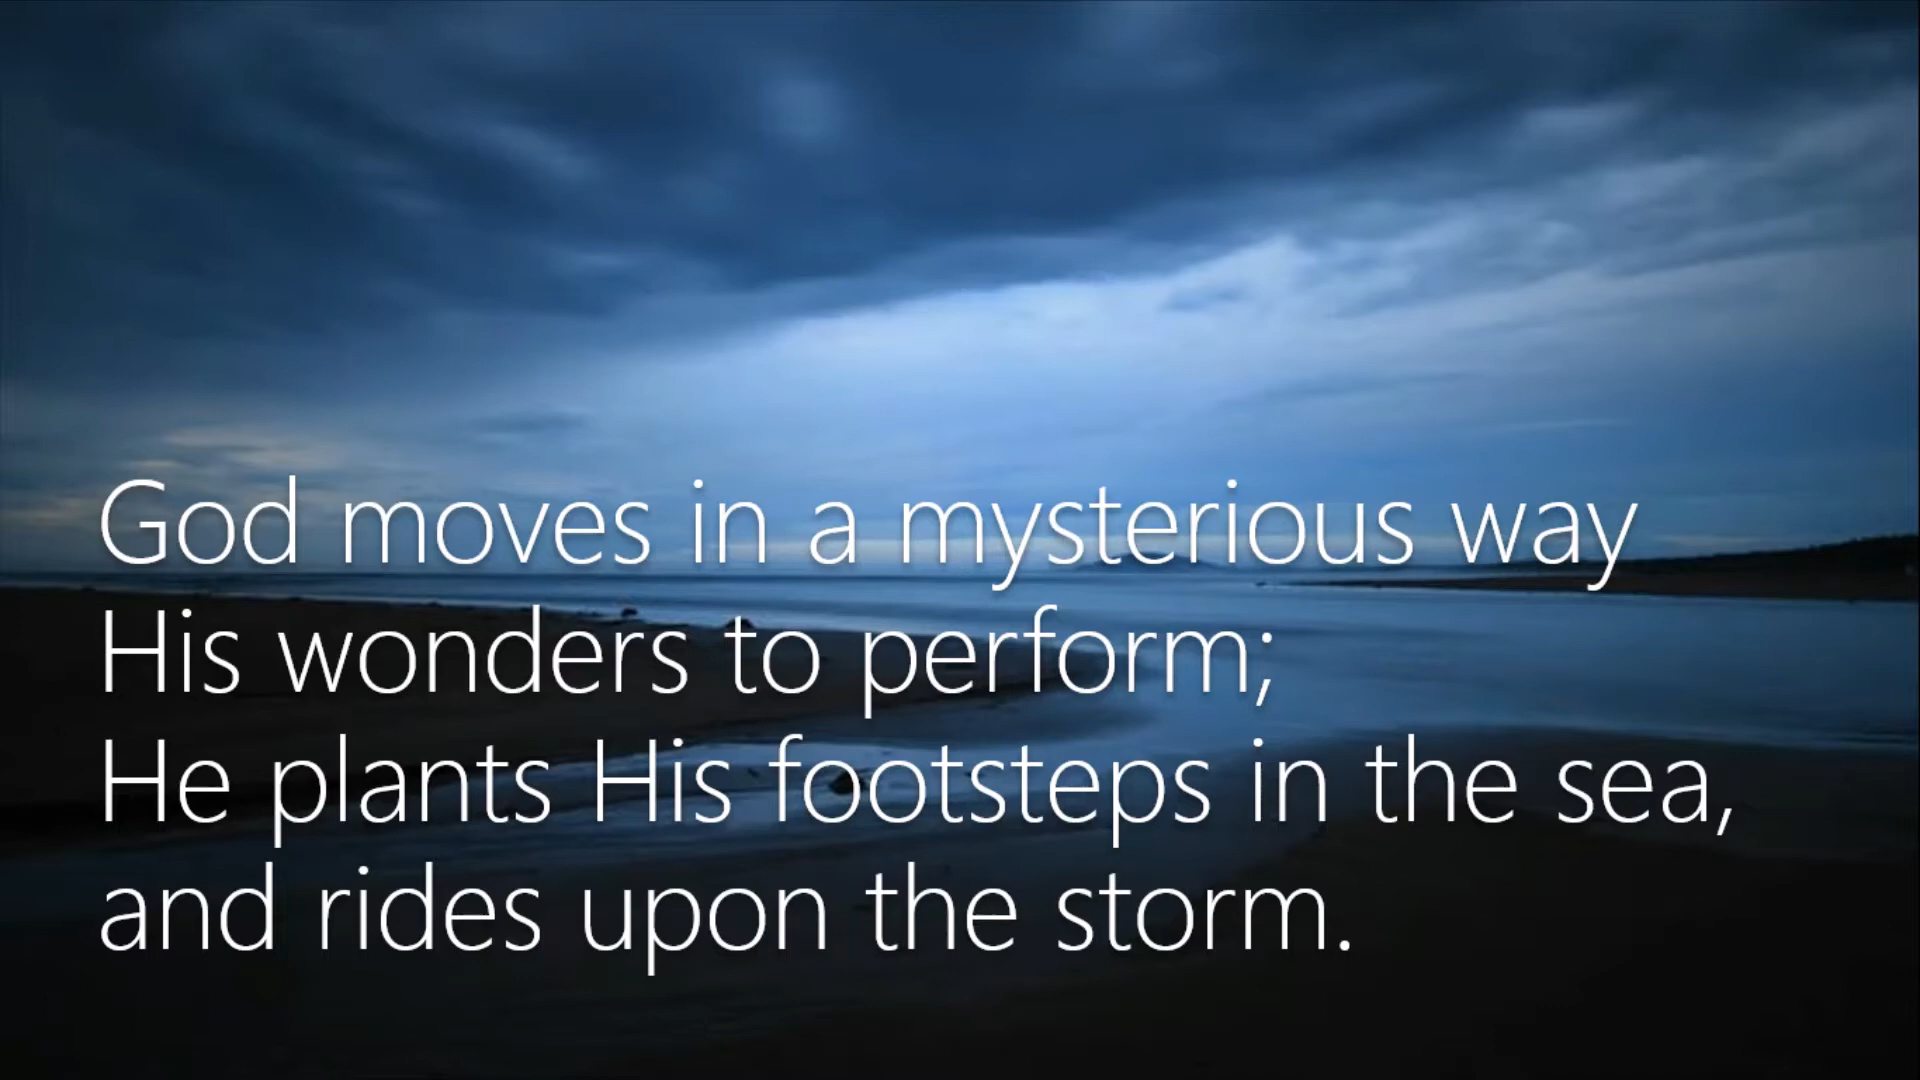 God moves in a mysterious way
His wonders to perform;
He plants His footsteps in the sea,
and rides upon the storm.